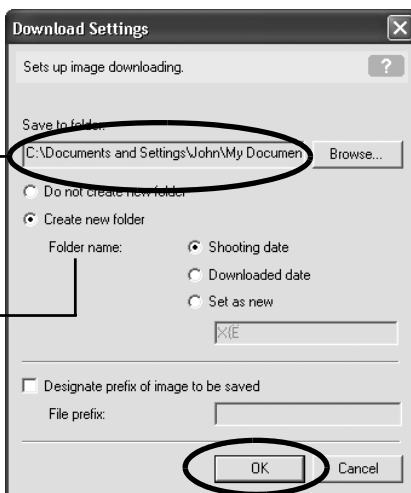 Download Settings
Sets up image downloading.
?
Save to folder:
C:\Documents and Settings\John\My Documen
Browse...
Do not create new folder
Create new folder
Folder name:
Shooting date
Downloaded date
Set as new
Designate prefix of image to be saved
File prefix:
OK
Cancel